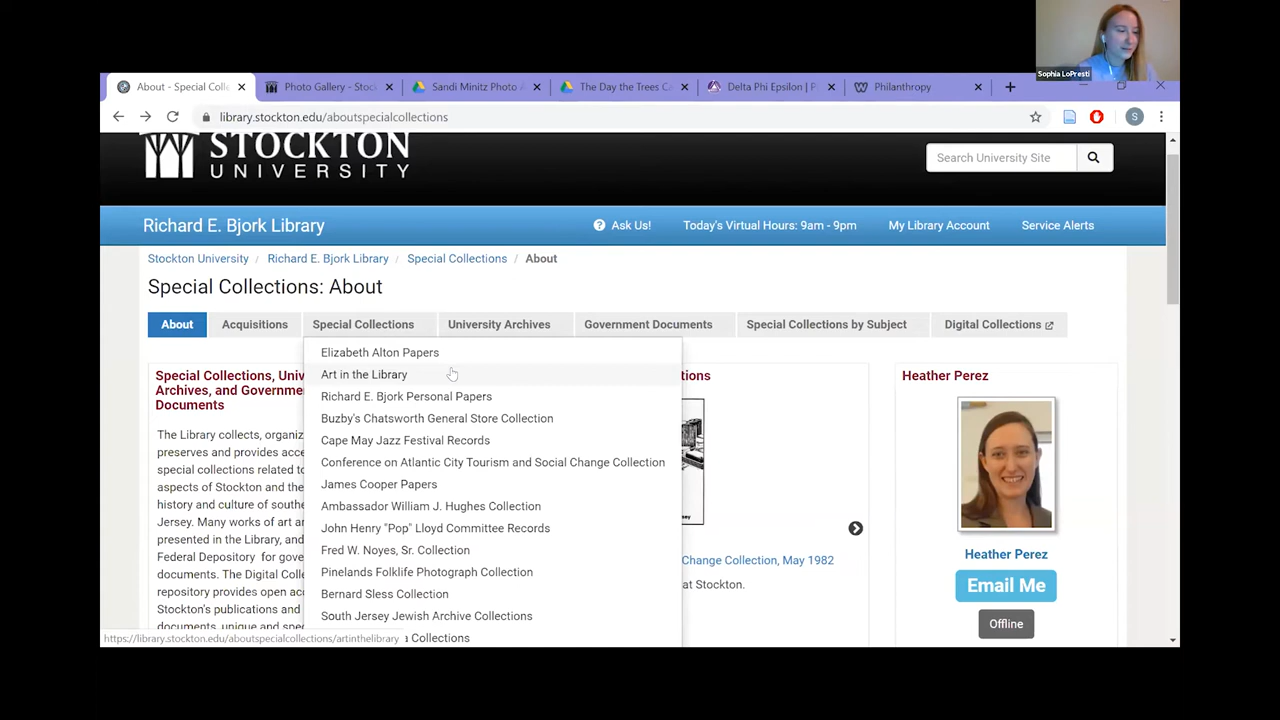 Sophia LoPresti
About - Special Coll
Photo Gallery - Stoc
Sandi Minitz Photo A
The Day the Trees C
Delta Phi Epsilon | P
Philanthropy
library.stockton.edu/aboutspecialcollections
S
STOCKTON
UNIVERSITY
Search University Site
Richard E. Bjork Library
Ask Us!
Today's Virtual Hours: 9am - 9pm
My Library Account
Service Alerts
Stockton University / Richard E. Bjork Library / Special Collections / About
Special Collections: About
About
Acquisitions
Special Collections
University Archives
Government Documents
Special Collections by Subject
Digital Collections
Special Collections, Univ
Archives, and Governme
Documents
The Library collects, organiz
preserves and provides acce
special collections related to
aspects of Stockton and the
history and culture of southe
Jersey. Many works of art ar
presented in the Library, and
Federal Depository for gove
documents. The Digital Colle
repository provides open acc
Stockton's publications and
documents, unique and spec
Elizabeth Alton Papers
Art in the Library
Richard E. Bjork Personal Papers
Buzby's Chatsworth General Store Collection
Cape May Jazz Festival Records
Conference on Atlantic City Tourism and Social Change Collection
James Cooper Papers
Ambassador William J. Hughes Collection
John Henry "Pop" Lloyd Committee Records
Fred W. Noyes, Sr. Collection
Pinelands Folklife Photograph Collection
Bernard Sless Collection
South Jersey Jewish Archive Collections
a Collections
ctions
Change Collection, May 1982
at Stockton.
Heather Perez
Heather Perez
Email Me
Offline
https://library.stockton.edu/aboutspecialcollections/artinthelibrary